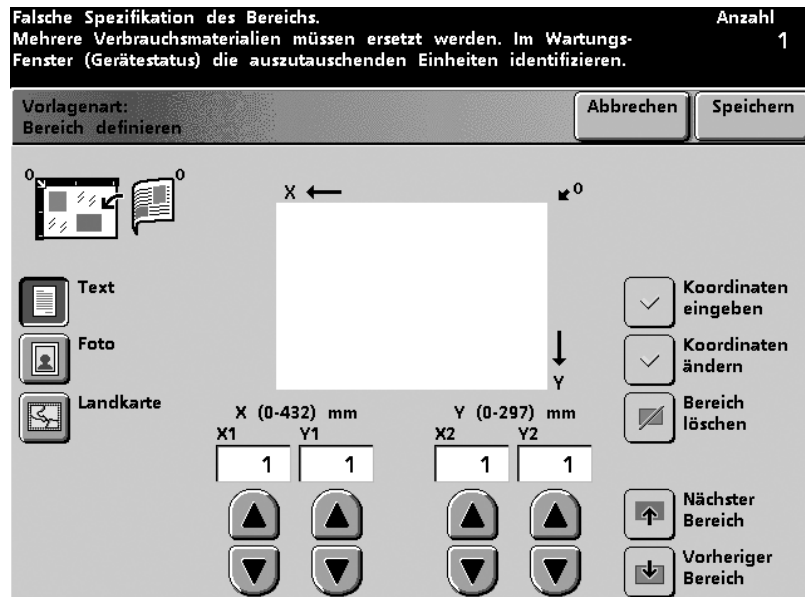 Falsche Spezifikation des Bereichs.
Mehrere Verbrauchsmaterialien müssen ersetzt werden. Im Wartungs-
Fenster (Gerätestatus) die auszutauschenden Einheiten identifizieren.
Anzahl
1
Vorlagenart:
Bereich definieren
Abbrechen
Speichern
0
0
X
0
Y
Text
Foto
Landkarte
X (0-432) mm
Y (0-297) mm
X1
Y1
X2
Y2
1
1
1
1
Koordinaten
eingeben
Koordinaten
ändern
Bereich
löschen
Nächster
Bereich
Vorheriger
Bereich